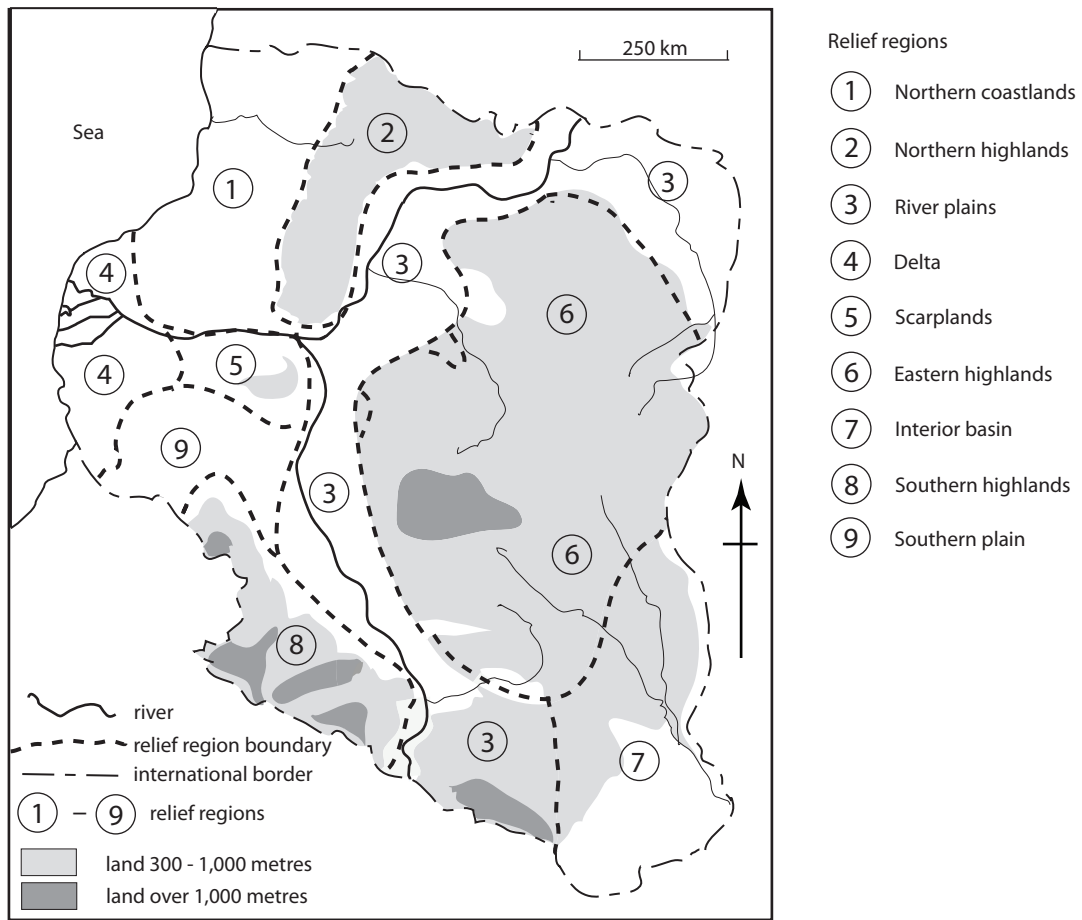 250 km
Sea
2
3
1
3
4
6
5
4
9
3
6
8
3
7
N
river
relief region boundary
international border
1 – 9 relief regions
land 300 - 1,000 metres
land over 1,000 metres
Relief regions
1 Northern coastlands
2 Northern highlands
3 River plains
4 Delta
5 Scarplands
6 Eastern highlands
7 Interior basin
8 Southern highlands
9 Southern plain